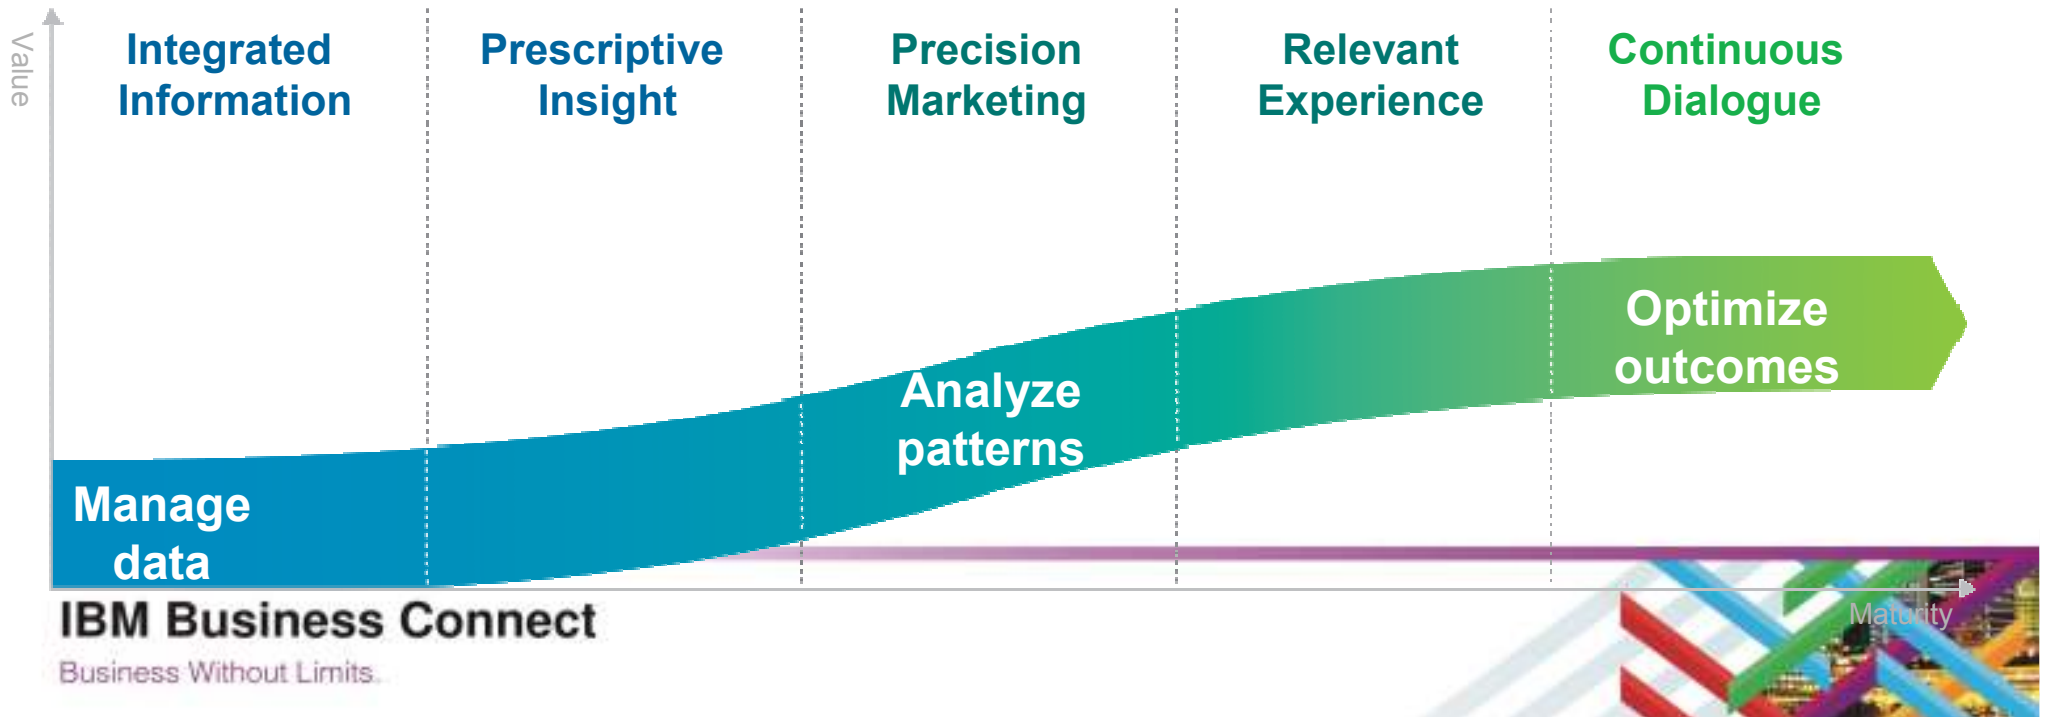 Value
Integrated
Information
Prescriptive
Insight
Precision
Marketing
Relevant
Experience
Continuous
Dialogue
Optimize
outcomes
Analyze
patterns
Manage
data
Maturity
IBM Business Connect
Business Without Limits.